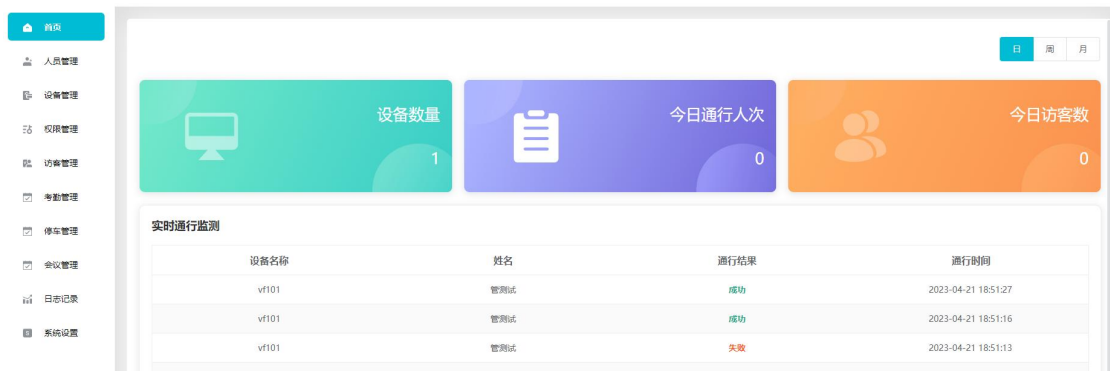 首页
人员管理
设备管理
权限管理
访客管理
考勤管理
停车管理
会议管理
日志记录
系统设置
日 周 月
设备数量
1
今日通行人次
0
今日访客数
0
实时通行监测
设备名称 姓名 通行结果 通行时间
vf101 管测试 成功 2023-04-21 18:51:27
vf101 管测试 成功 2023-04-21 18:51:16
vf101 管测试 失败 2023-04-21 18:51:13